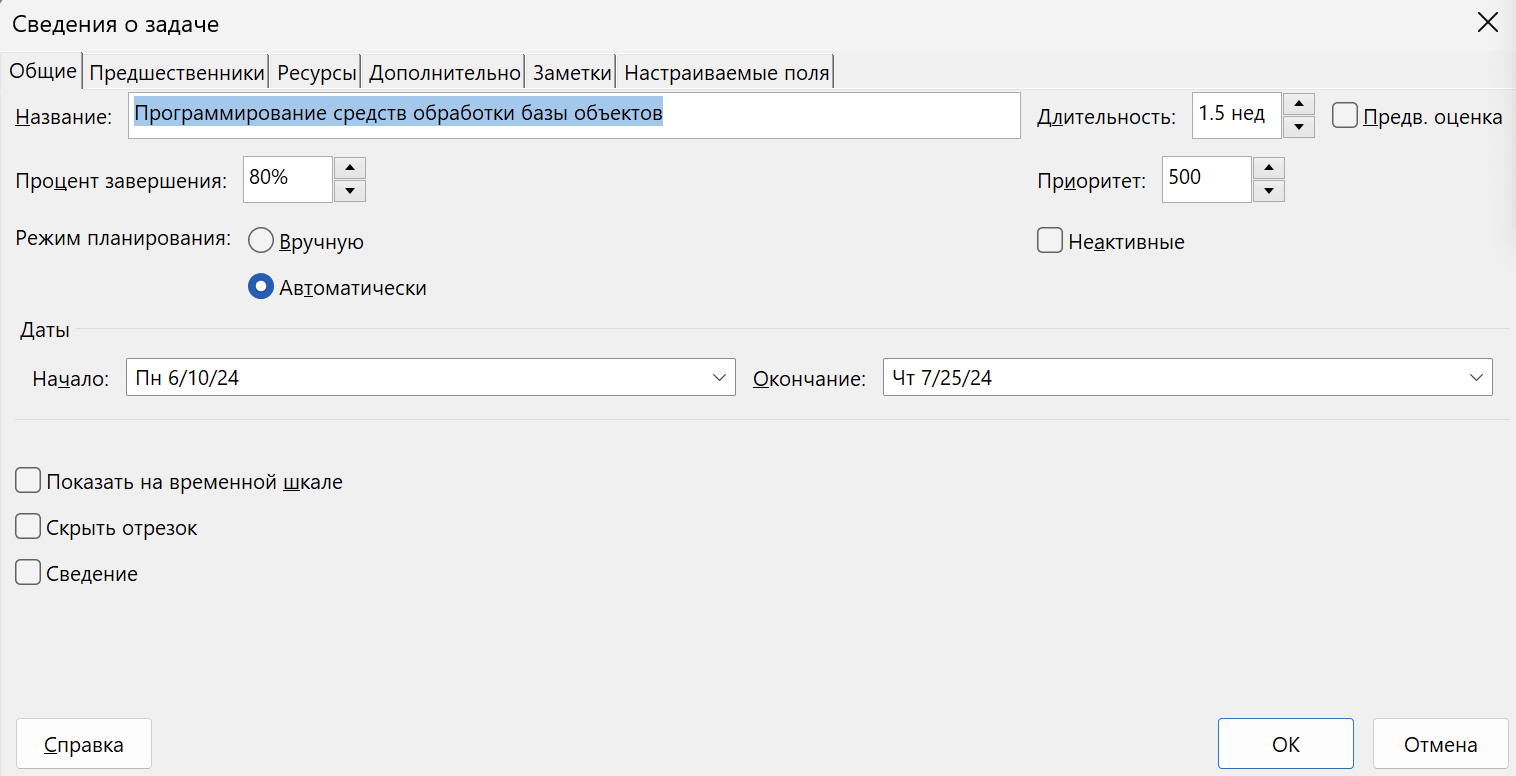 Сведения о задаче
Общие Предшественники Ресурсы Дополнительно Заметки Настраиваемые поля
Название: Программирование средств обработки базы объектов Длительность: 1.5 нед Предв. оценка
Процент завершения: 80% Приоритет: 500
Режим планирования: Вручную Неактивные
Автоматически
Даты
Начало: Пн 6/10/24 Окончание: Чт 7/25/24
Показать на временной шкале
Скрыть отрезок
Сведение
Справка ОК Отмена